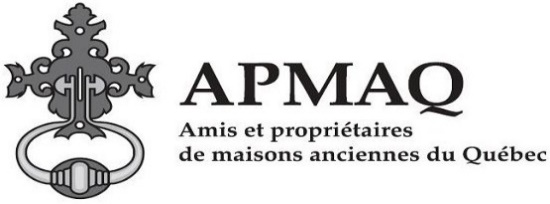 APMAQ
Amis et propriétaires
de maisons anciennes du Québec